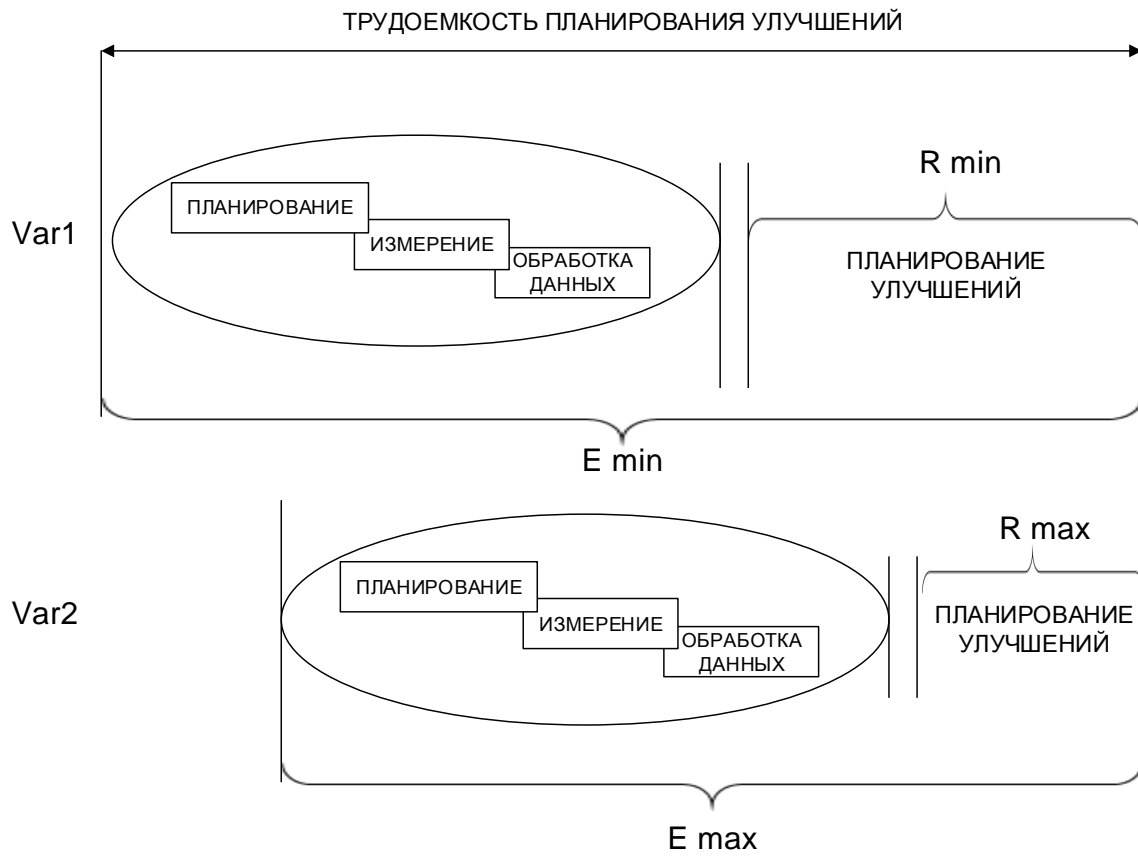 ТРУДОЕМКОСТЬ ПЛАНИРОВАНИЯ УЛУЧШЕНИЙ
Var1
ПЛАНИРОВАНИЕ
ИЗМЕРЕНИЕ
ОБРАБОТКА
ДАННЫХ
R min
ПЛАНИРОВАНИЕ
УЛУЧШЕНИЙ
E min
Var2
ПЛАНИРОВАНИЕ
ИЗМЕРЕНИЕ
ОБРАБОТКА
ДАННЫХ
R max
ПЛАНИРОВАНИЕ
УЛУЧШЕНИЙ
E max